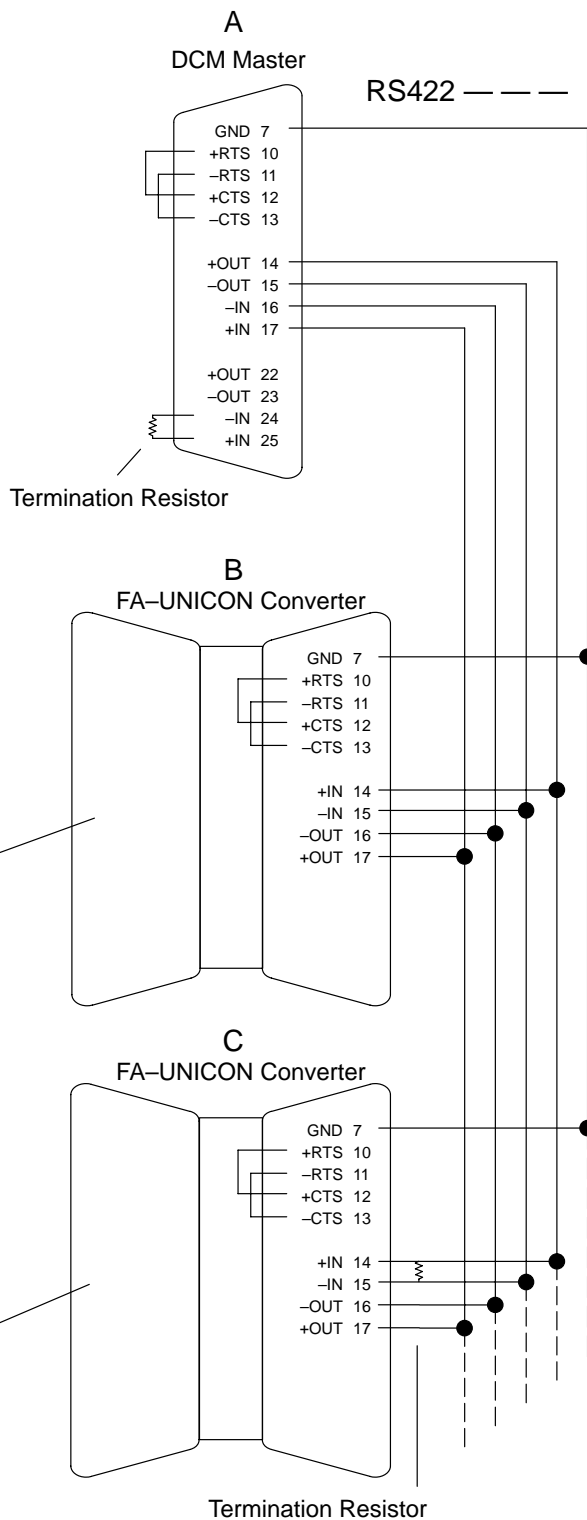 A
DCM Master
RS422 — — —
GND 7
+RTS 10
–RTS 11
+CTS 12
–CTS 13
+OUT 14
–OUT 15
–IN 16
+IN 17
+OUT 22
–OUT 23
–IN 24
+IN 25
Termination Resistor
B
FA–UNICON Converter
GND 7
+RTS 10
–RTS 11
+CTS 12
–CTS 13
+IN 14
–IN 15
–OUT 16
+OUT 17
C
FA–UNICON Converter
GND 7
+RTS 10
–RTS 11
+CTS 12
–CTS 13
+IN 14
–IN 15
–OUT 16
+OUT 17
Termination Resistor